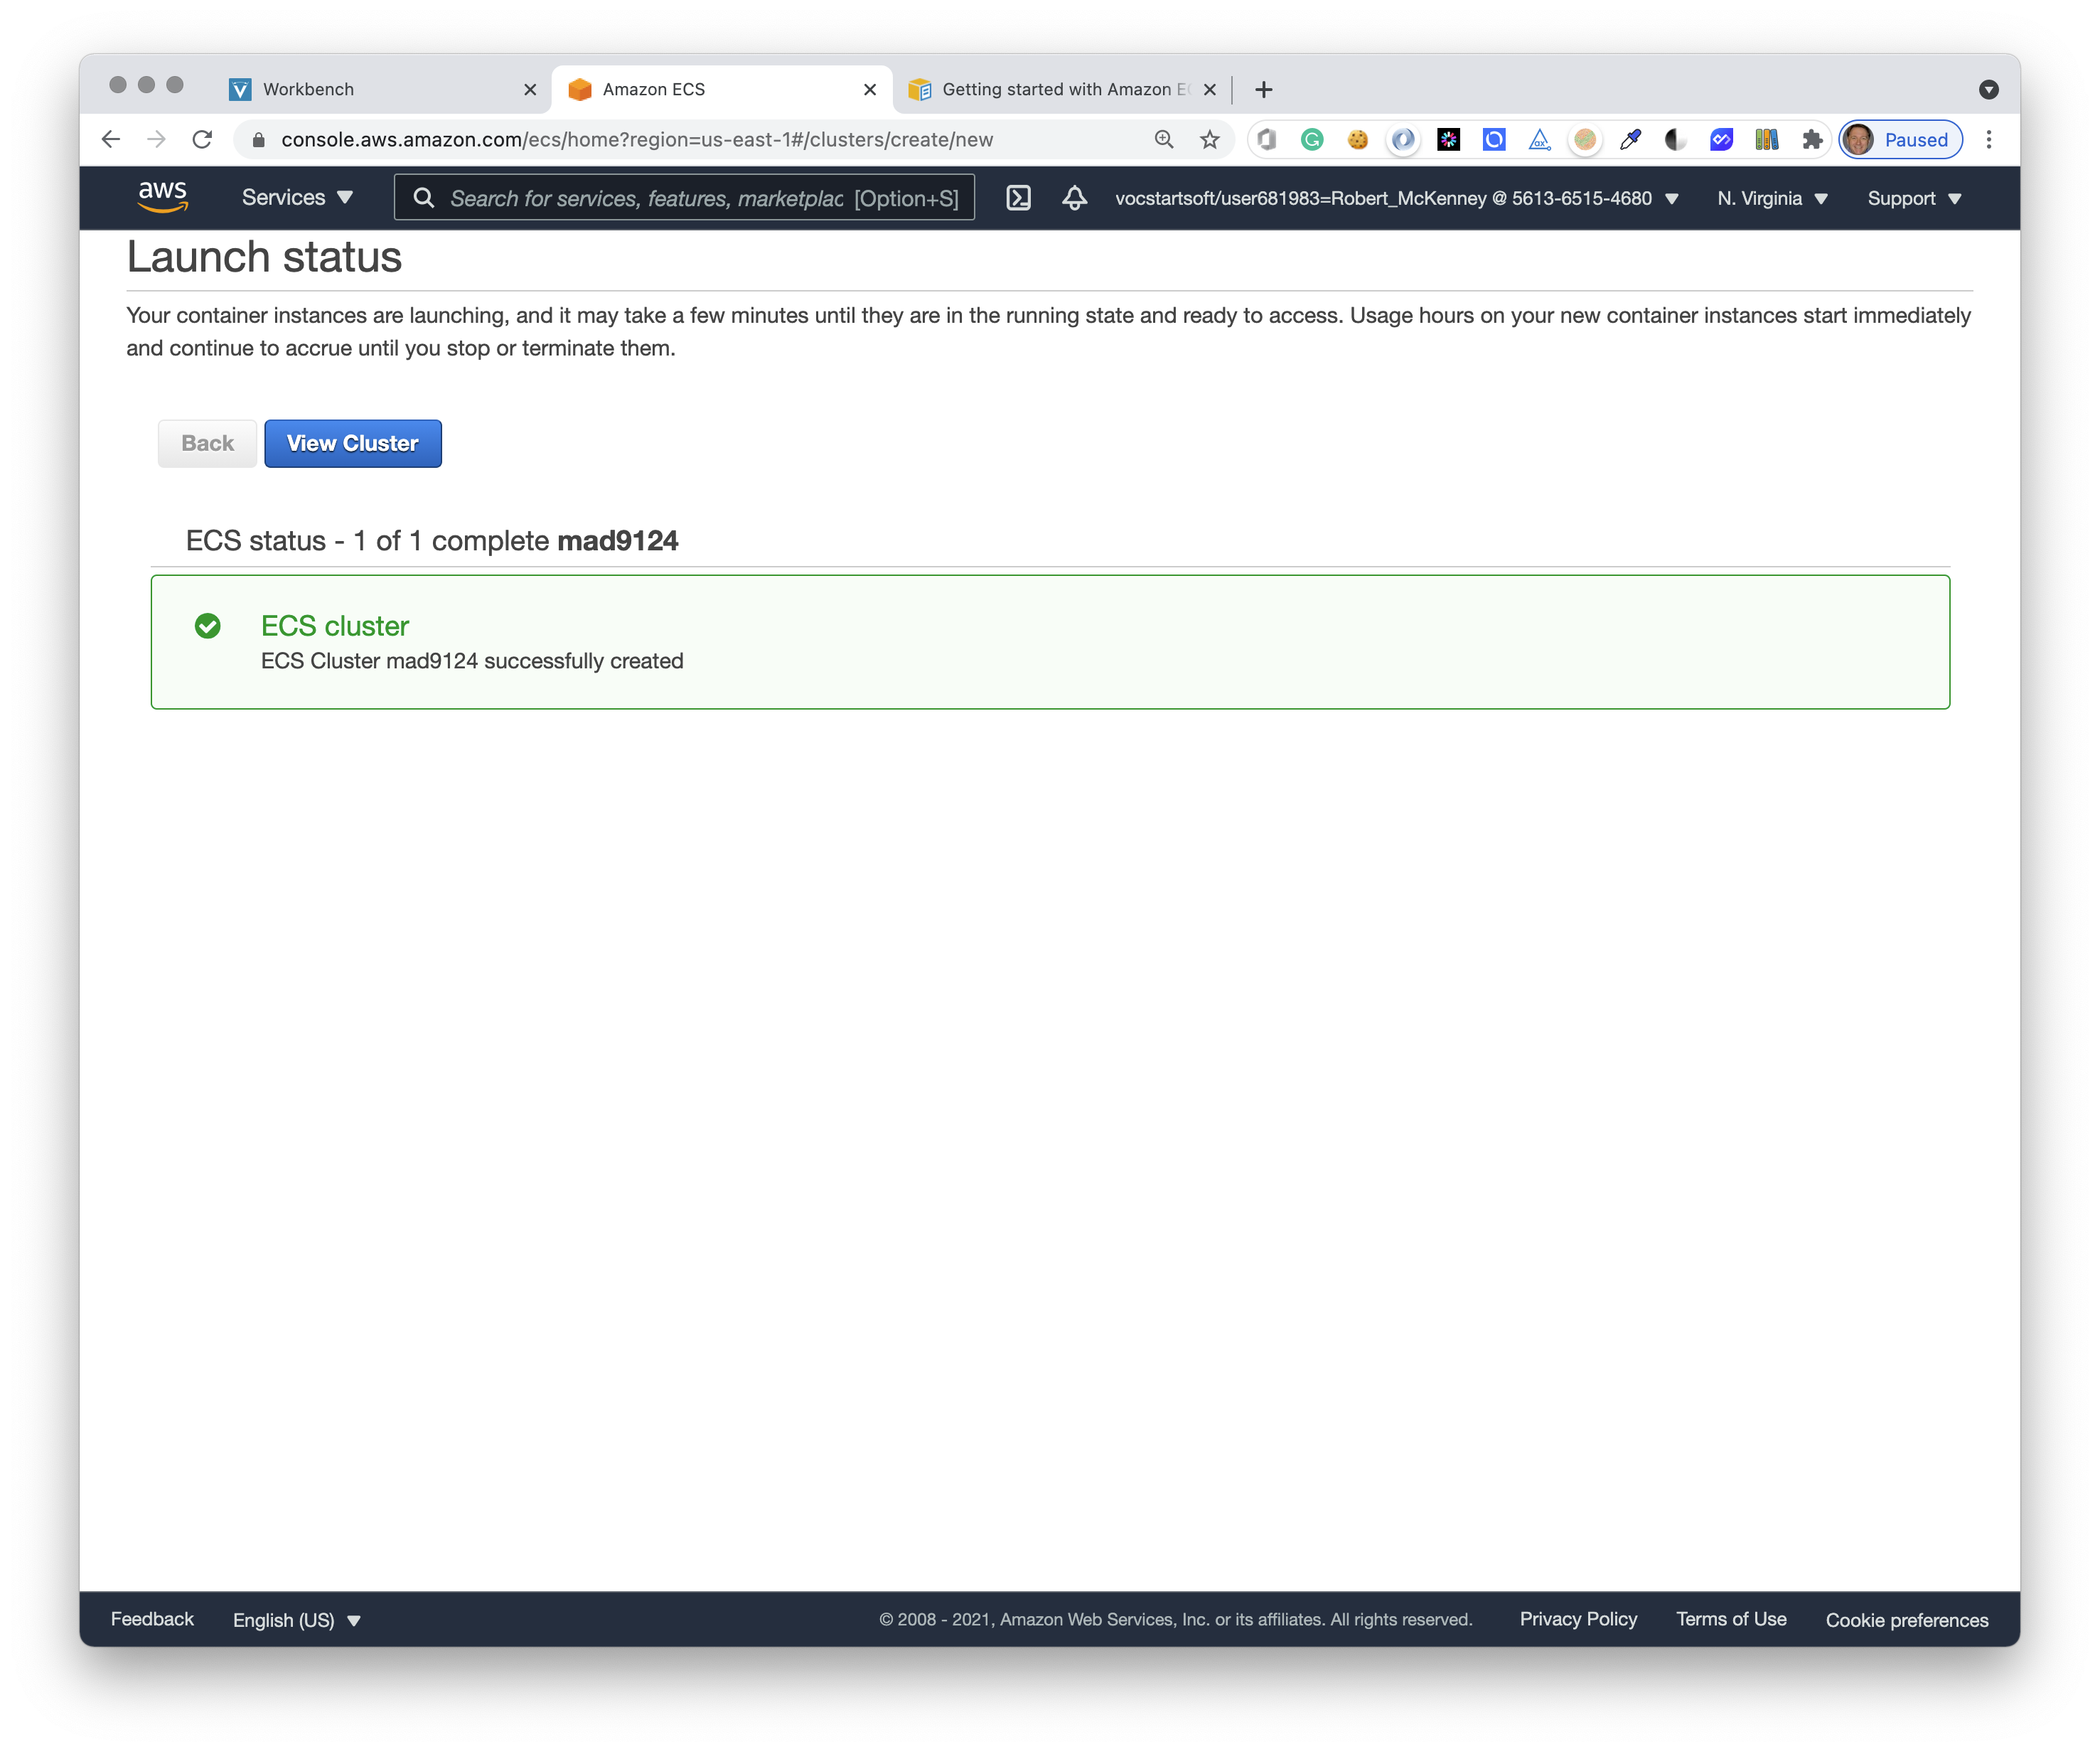 Workbench
Amazon ECS
Getting started with Amazon EC
console.aws.amazon.com/ecs/home?region=us-east-1#/clusters/create/new
Paused
aws
Services
Search for services, features, marketplac [Option+S]
vocstartsoft/user681983=Robert_McKenney @ 5613-6515-4680
N. Virginia
Support
Launch status
Your container instances are launching, and it may take a few minutes until they are in the running state and ready to access. Usage hours on your new container instances start immediately
and continue to accrue until you stop or terminate them.
Back
View Cluster
ECS status - 1 of 1 complete mad9124
ECS cluster
ECS Cluster mad9124 successfully created
Feedback
English (US)
© 2008 - 2021, Amazon Web Services, Inc. or its affiliates. All rights reserved.
Privacy Policy
Terms of Use
Cookie preferences